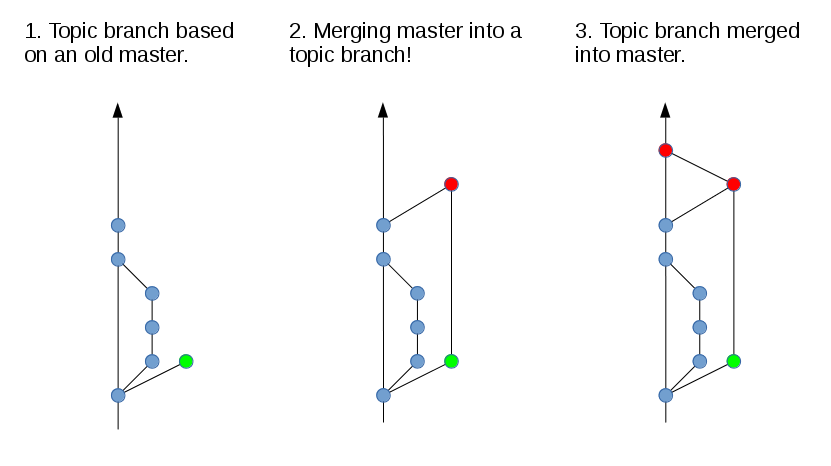 1. Topic branch based
on an old master.
2. Merging master into a
topic branch!
3. Topic branch merged
into master.